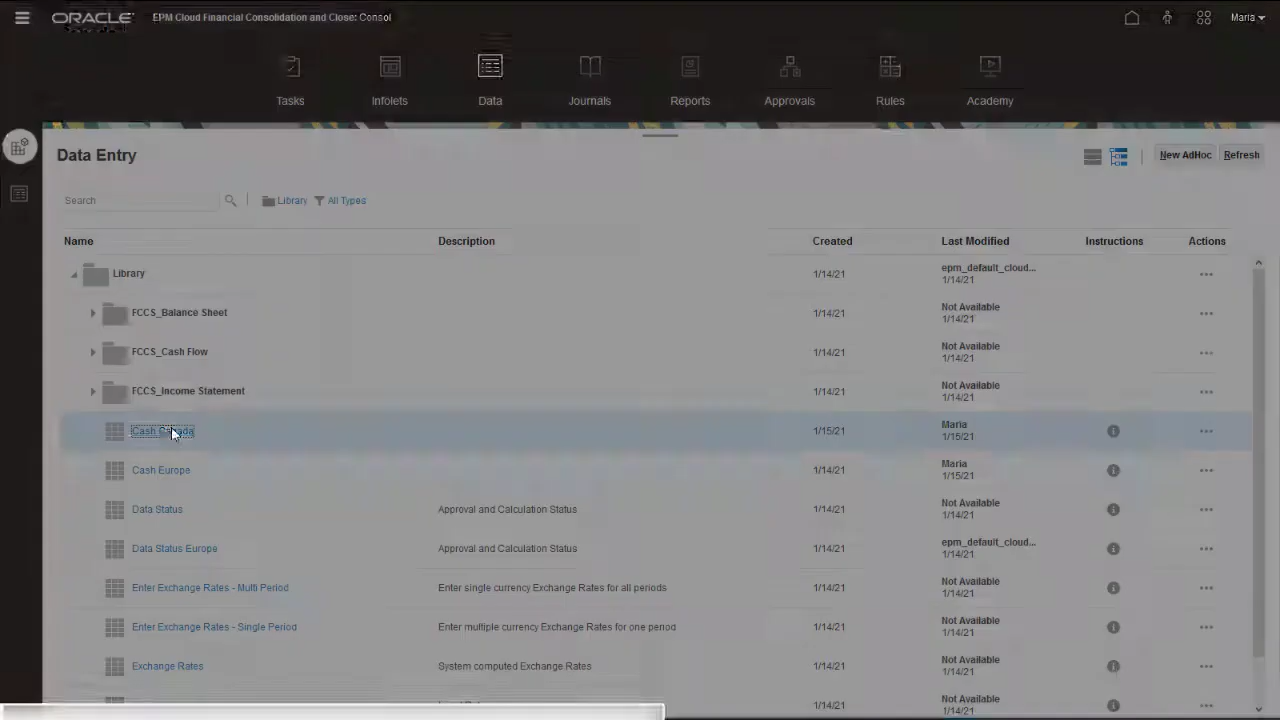 ORACLE EPM Cloud Financial Consolidation and Close: Consol Maria
Tasks Infolets Data Journals Reports Approvals Rules Academy
Data Entry New AdHoc Refresh
Search Library All Types
Name Description Created Last Modified Instructions Actions
Library 1/14/21 epm_default_cloud...
1/14/21
FCCS_Balance Sheet 1/14/21 Not Available
1/14/21
FCCS_Cash Flow 1/14/21 Not Available
1/14/21
FCCS_Income Statement 1/14/21 Not Available
1/14/21
Cash Canada 1/15/21 Maria
1/15/21
Cash Europe 1/14/21 Maria
1/15/21
Data Status Approval and Calculation Status 1/14/21 Not Available
1/14/21
Data Status Europe Approval and Calculation Status 1/14/21 epm_default_cloud...
1/14/21
Enter Exchange Rates - Multi Period Enter single currency Exchange Rates for all periods 1/14/21 Not Available
1/14/21
Enter Exchange Rates - Single Period Enter multiple currency Exchange Rates for one period 1/14/21 Not Available
1/14/21
Exchange Rates System computed Exchange Rates 1/14/21 Not Available
1/14/21
1/14/21 Not Available
1/14/21